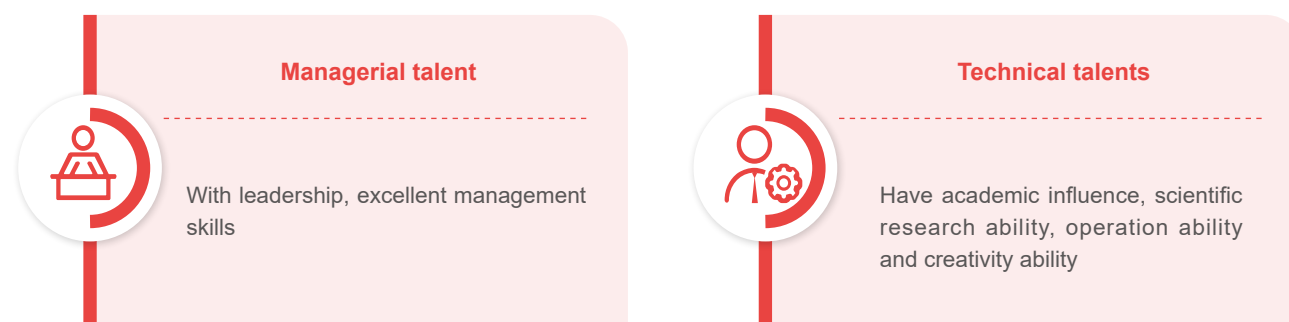 Managerial talent
With leadership, excellent management
skills
Technical talents
Have academic influence, scientific
research ability, operation ability
and creativity ability